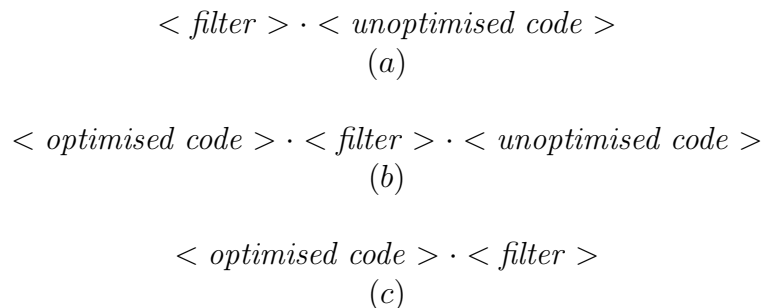 < filter > · < unoptimised code >
(a)
< optimised code > · < filter > · < unoptimised code >
(b)
< optimised code > · < filter >
(c)